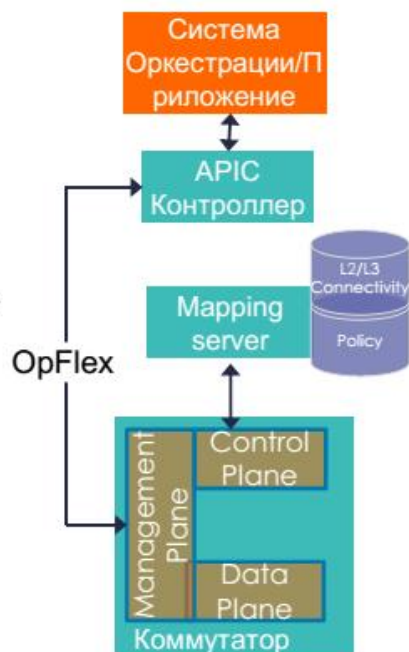 Система
Оркестрации/П
риложение
APIC
Контроллер
L2/L3
Connectivity
Mapping
server
Policy
OpFlex
Management
Plane
Control
Plane
Data
Plane
Коммутатор